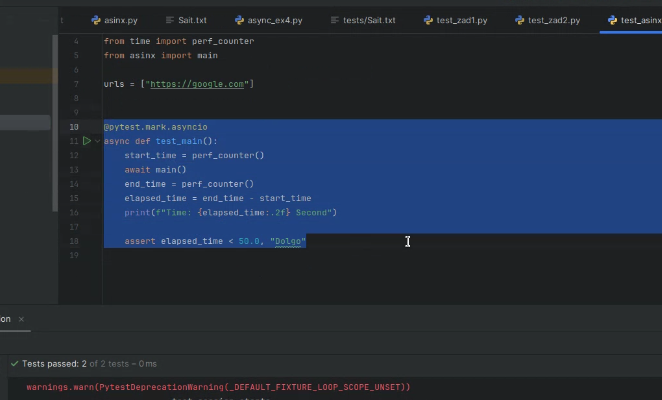 t asinx.py Sait.txt async_ex4.py tests/Sait.txt test_zad1.py test_zad2.py test_asinx
4 from time import perf_counter
5 from asinx import main
6
7 urls = ["https://google.com"]
8
9
10 @pytest.mark.asyncio
11 async def test_main():
12 start_time = perf_counter()
13 await main()
14 end_time = perf_counter()
15 elapsed_time = end_time - start_time
16 print(f"Time: {elapsed_time:.2f} Second")
17
18 assert elapsed_time < 50.0, "Dolgo"
19
on ×
Tests passed: 2 of 2 tests – 0 ms
warnings.warn(PytestDeprecationWarning(_DEFAULT_FIXTURE_LOOP_SCOPE_UNSET))